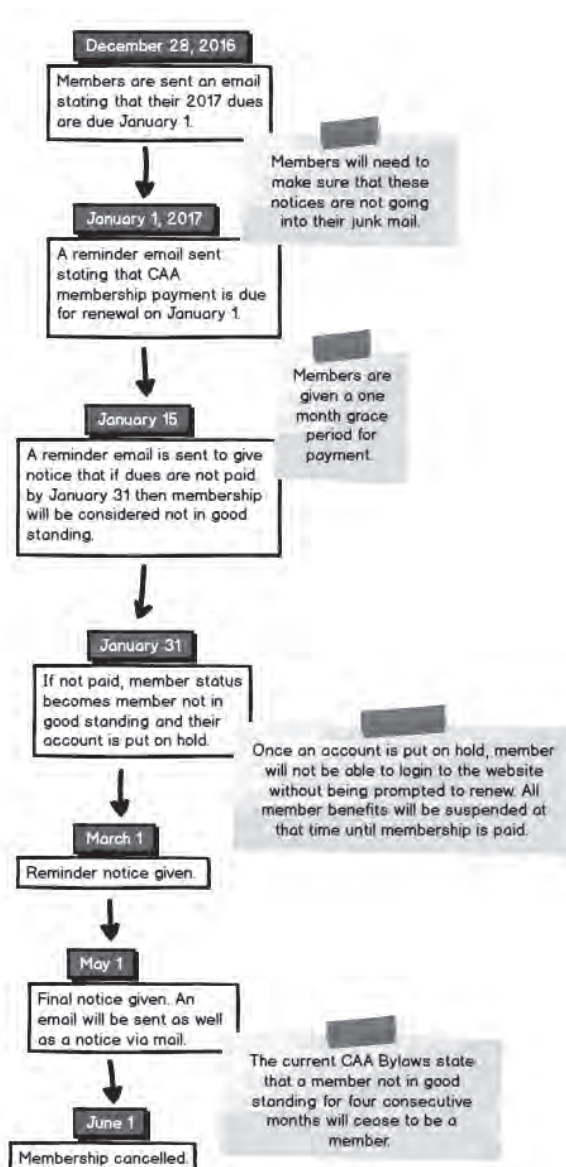 December 28, 2016
Members are sent an email
stating that their 2017 dues
are due January 1.
Members will need to
make sure that these
notices are not going
into their junk mail.
January 1, 2017
A reminder email sent
stating that CAA
membership payment is due
for renewal on January 1.
Members are
given a one
month grace
period for
payment.
January 15
A reminder email is sent to give
notice that if dues are not paid
by January 31 then membership
will be considered not in good
standing.
January 31
If not paid, member status
becomes member not in
good standing and their
account is put on hold.
Once an account is put on hold, member
will not be able to login to the website
without being prompted to renew. All
member benefits will be suspended at
that time until membership is paid.
March 1
Reminder notice given.
May 1
Final notice given. An
email will be sent as well
as a notice via mail.
The current CAA Bylaws state
that a member not in good
standing for four consecutive
months will cease to be a
member.
June 1
Membership cancelled.